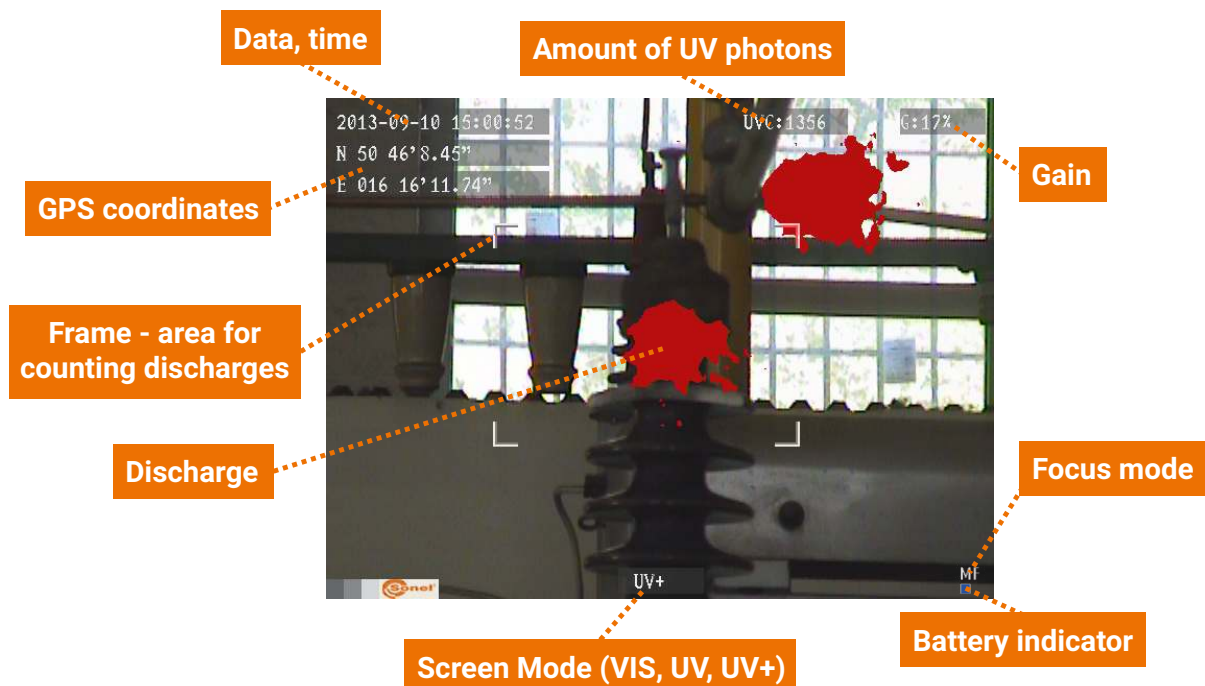 Data, time
Amount of UV photons
2013-09-10 15:00:52
UVC:1356
G:17%
N 50 46'8.45"
E 016 16'11.74"
Gain
GPS coordinates
Frame - area for
counting discharges
Discharge
Focus mode
MF
Sonel
UV+
Battery indicator
Screen Mode (VIS, UV, UV+)